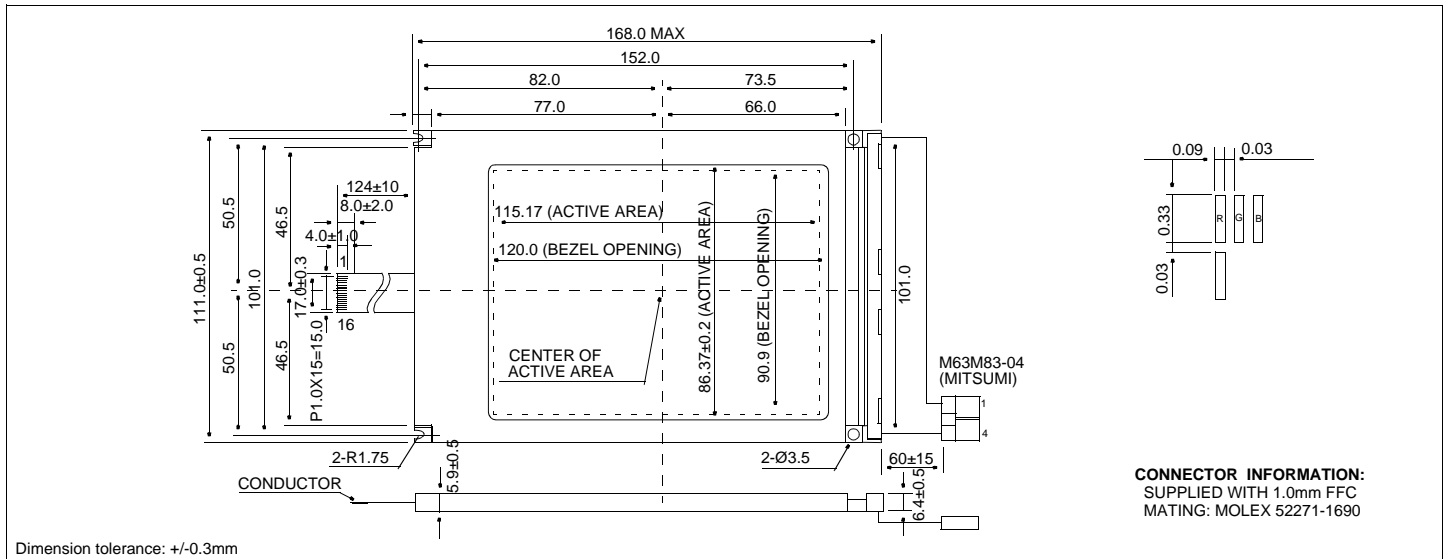 168.0 MAX
152.0
82.0
73.5
77.0
66.0
0.09
0.03
0.33
R
G
B
0.03
111.0±0.5
50.5
50.5
101.0
46.5
46.5
124±10
8.0±2.0
4.0±1.0
1
17.0±0.3
16
P1.0X15=15.0
115.17 (ACTIVE AREA)
120.0 (BEZEL OPENING)
86.37±0.2 (ACTIVE AREA)
90.9 (BEZEL OPENING)
101.0
CENTER OF
ACTIVE AREA
M63M83-04
(MITSUMI)
1
4
2-R1.75
5.9±0.5
2-Ø3.5
60±15
6.4±0.5
CONDUCTOR
CONNECTOR INFORMATION:
SUPPLIED WITH 1.0mm FFC
MATING: MOLEX 52271-1690
Dimension tolerance: +/-0.3mm